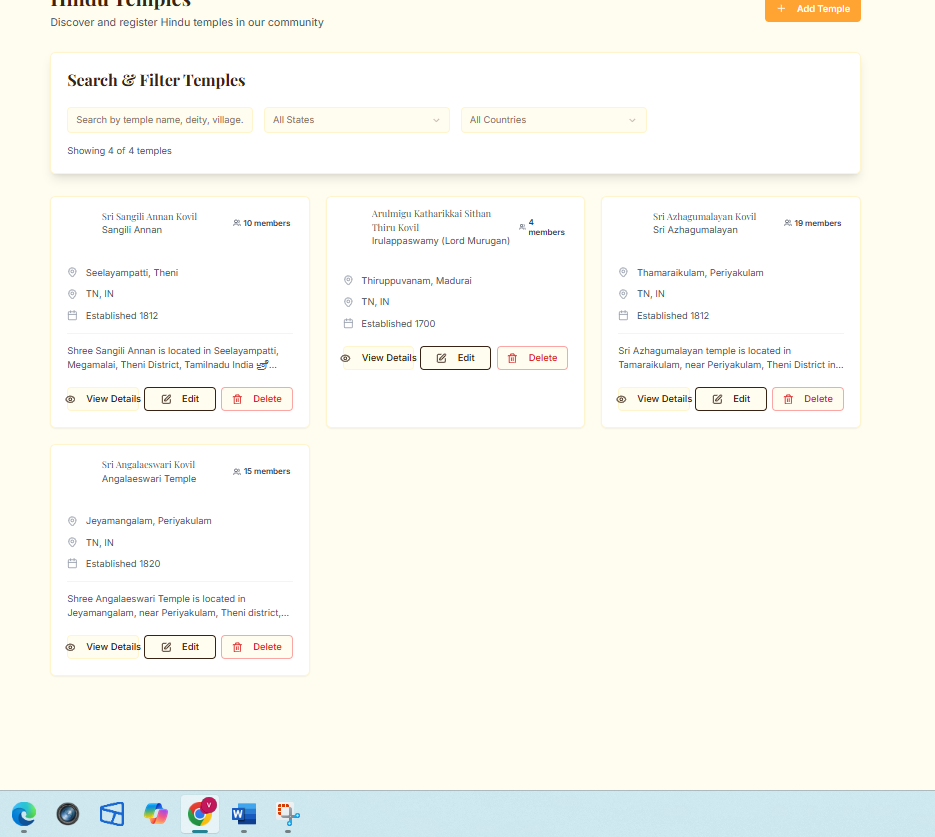 Hindu Temples
Discover and register Hindu temples in our community
+ Add Temple
Search & Filter Temples
Search by temple name, deity, village.
All States
All Countries
Showing 4 of 4 temples
Sri Sangili Annan Kovil
Sangili Annan
10 members
Seelayampatti, Theni
TN, IN
Established 1812
Shree Sangili Annan is located in Seelayampatti,
Megamalai, Theni District, Tamilnadu India ...
View Details
Edit
Delete
Arulmigu Katharikkai Sithan
Thiru Kovil
Irulappaswamy (Lord Murugan)
4
members
Thiruppuvanam, Madurai
TN, IN
Established 1700
View Details
Edit
Delete
Sri Azhagumalayan Kovil
Sri Azhagumalayan
19 members
Thamaraikulam, Periyakulam
TN, IN
Established 1812
Sri Azhagumalayan temple is located in
Tamaraikulam, near Periyakulam, Theni District in...
View Details
Edit
Delete
Sri Angalaeswari Kovil
Angalaeswari Temple
15 members
Jeyamangalam, Periyakulam
TN, IN
Established 1820
Shree Angalaeswari Temple is located in
Jeyamangalam, near Periyakulam, Theni district,...
View Details
Edit
Delete
V
W